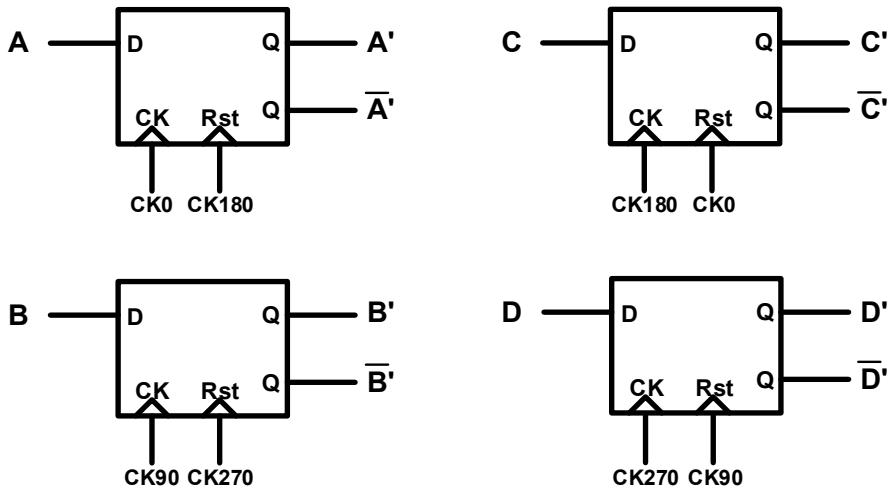 A D Q A' C D Q C'
Q A̅' Q C̅'
CK Rst CK Rst
CK0 CK180 CK180 CK0
B D Q B' D D Q D'
Q B̅' Q D̅'
CK Rst CK Rst
CK90 CK270 CK270 CK90